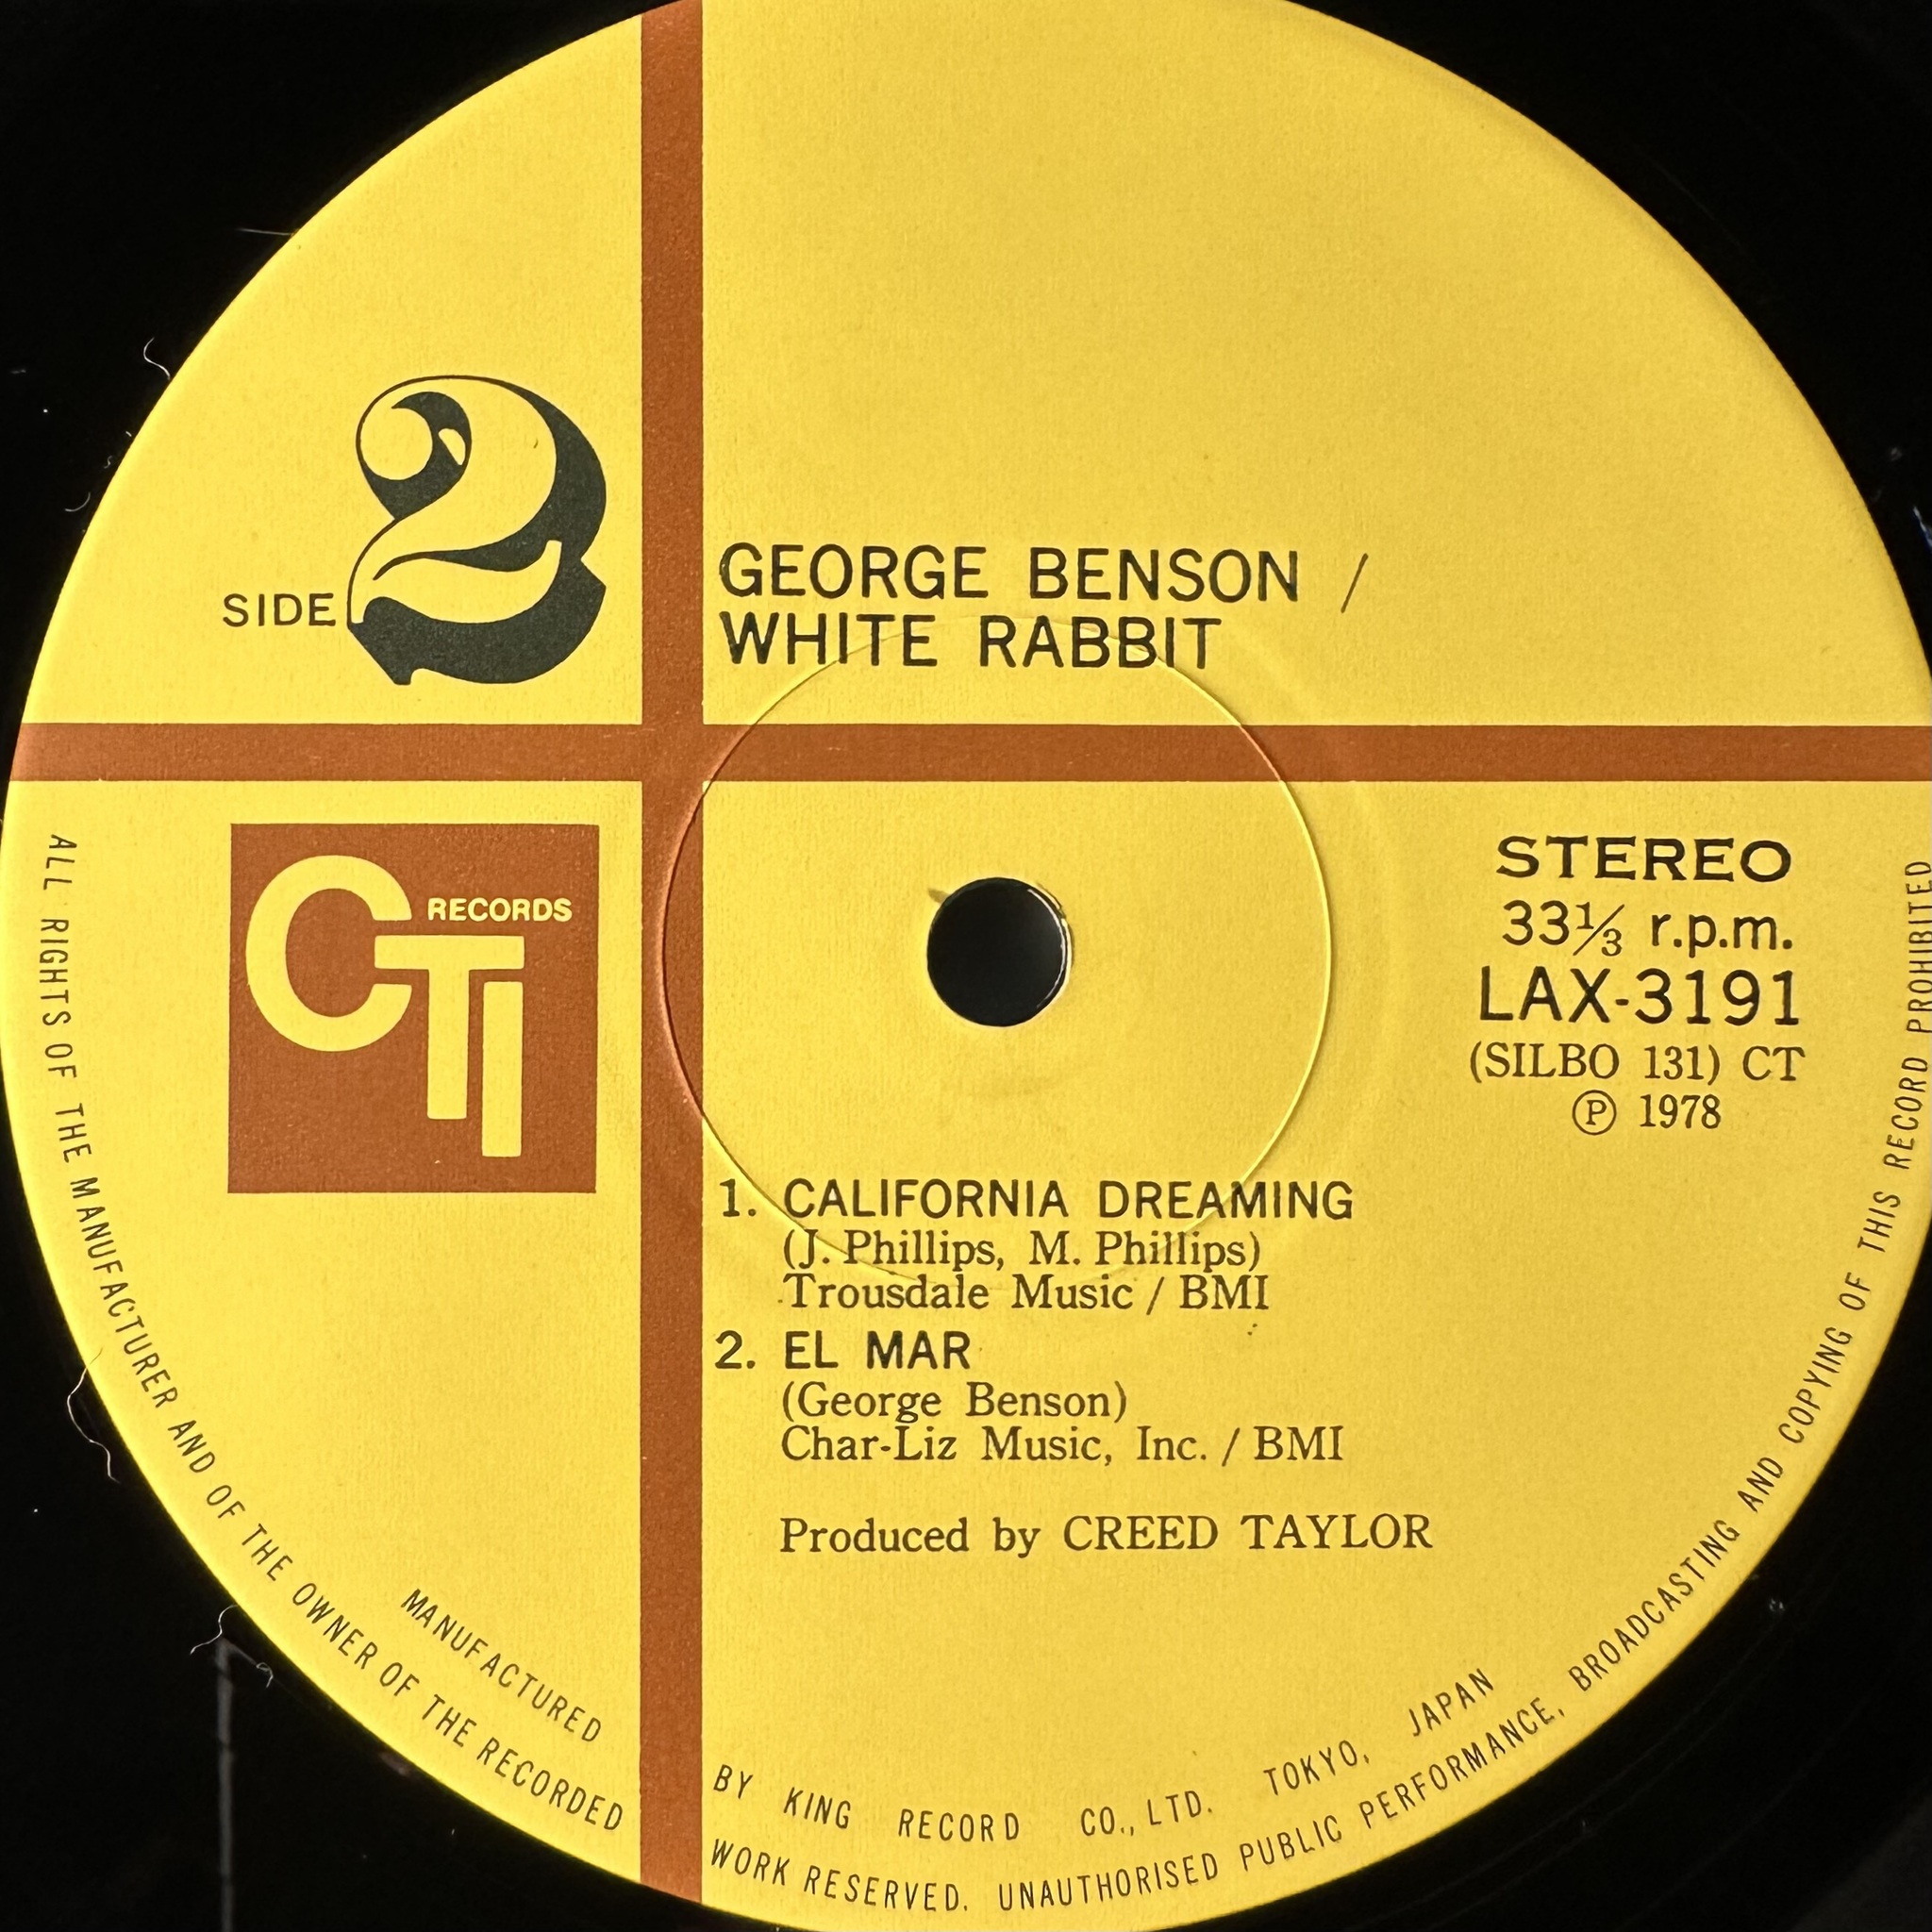 SIDE 2
GEORGE BENSON /
WHITE RABBIT
CTI RECORDS
STEREO
33⅓ r.p.m.
LAX-3191
(SILBO 131) CT
Ⓟ 1978
1. CALIFORNIA DREAMING
(J. Phillips, M. Phillips)
Trousdale Music / BMI
2. EL MAR
(George Benson)
Char-Liz Music, Inc. / BMI
Produced by CREED TAYLOR
MANUFACTURED BY KING RECORD CO., LTD. TOKYO, JAPAN
ALL RIGHTS OF THE MANUFACTURER AND OF THE OWNER OF THE RECORDED WORK RESERVED. UNAUTHORISED PUBLIC PERFORMANCE, BROADCASTING AND COPYING OF THIS RECORD PROHIBITED